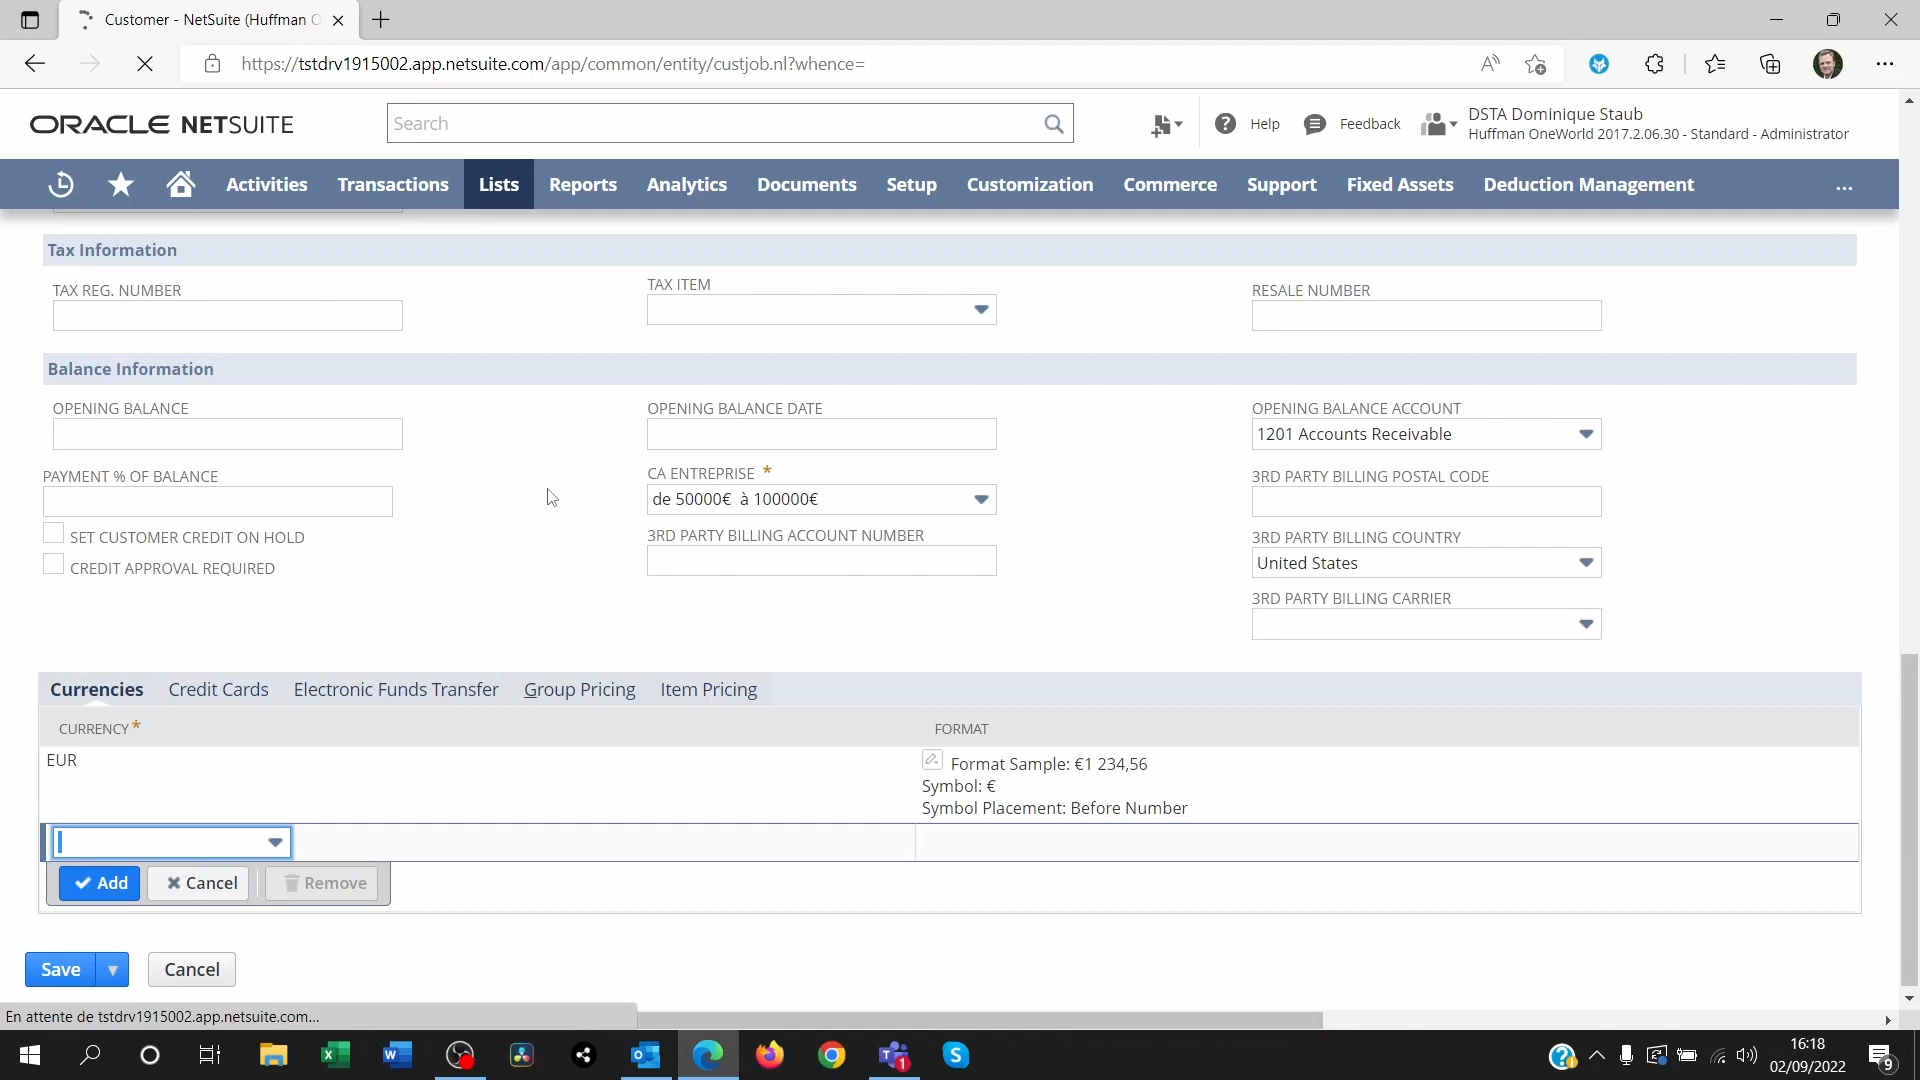 Customer - NetSuite (Huffman O
https://tstdrv1915002.app.netsuite.com/app/common/entity/custjob.nl?whence=
ORACLE NETSUITE
Search
Help
Feedback
DSTA Dominique Staub
Huffman OneWorld 2017.2.06.30 - Standard - Administrator
Activities Transactions Lists Reports Analytics Documents Setup Customization Commerce Support Fixed Assets Deduction Management ...
Tax Information
TAX REG. NUMBER
TAX ITEM
RESALE NUMBER
Balance Information
OPENING BALANCE
OPENING BALANCE DATE
OPENING BALANCE ACCOUNT
1201 Accounts Receivable
PAYMENT % OF BALANCE
CA ENTREPRISE *
3RD PARTY BILLING POSTAL CODE
de 50000€ à 100000€
SET CUSTOMER CREDIT ON HOLD
3RD PARTY BILLING ACCOUNT NUMBER
3RD PARTY BILLING COUNTRY
United States
CREDIT APPROVAL REQUIRED
3RD PARTY BILLING CARRIER
Currencies Credit Cards Electronic Funds Transfer Group Pricing Item Pricing
CURRENCY * FORMAT
EUR
Format Sample: €1 234,56
Symbol: €
Symbol Placement: Before Number
Add Cancel Remove
Save Cancel
En attente de tstdrv1915002.app.netsuite.com...
16:18
02/09/2022
1
9